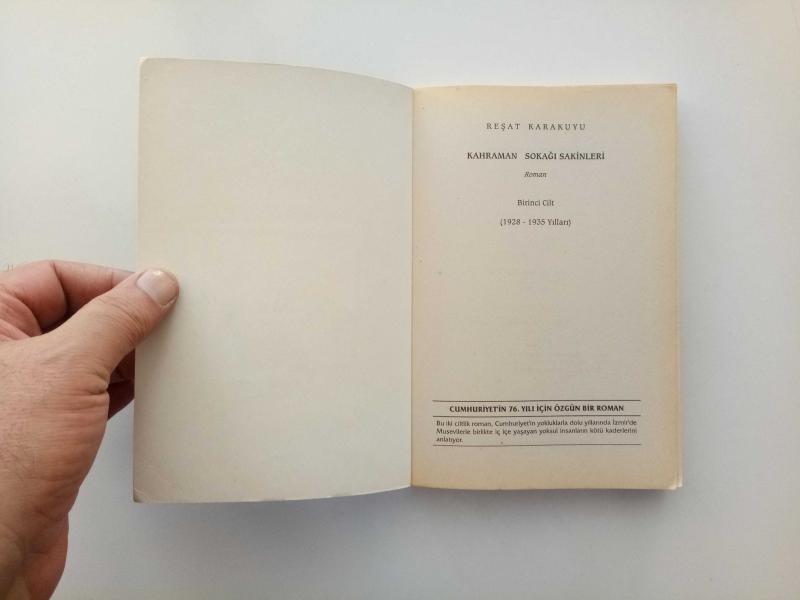 REŞAT KARAKUYU
KAHRAMAN SOKAĞI SAKİNLERİ
Roman
Birinci Cilt
(1928 - 1935 Yılları)
CUMHURİYET'İN 76. YILI İÇİN ÖZGÜN BİR ROMAN
Bu iki ciltlik roman, Cumhuriyet'in yokluklarla dolu yıllarında İzmir'de
Musevilerle birlikte iç içe yaşayan yoksul insanların kötü kaderlerini
anlatıyor.